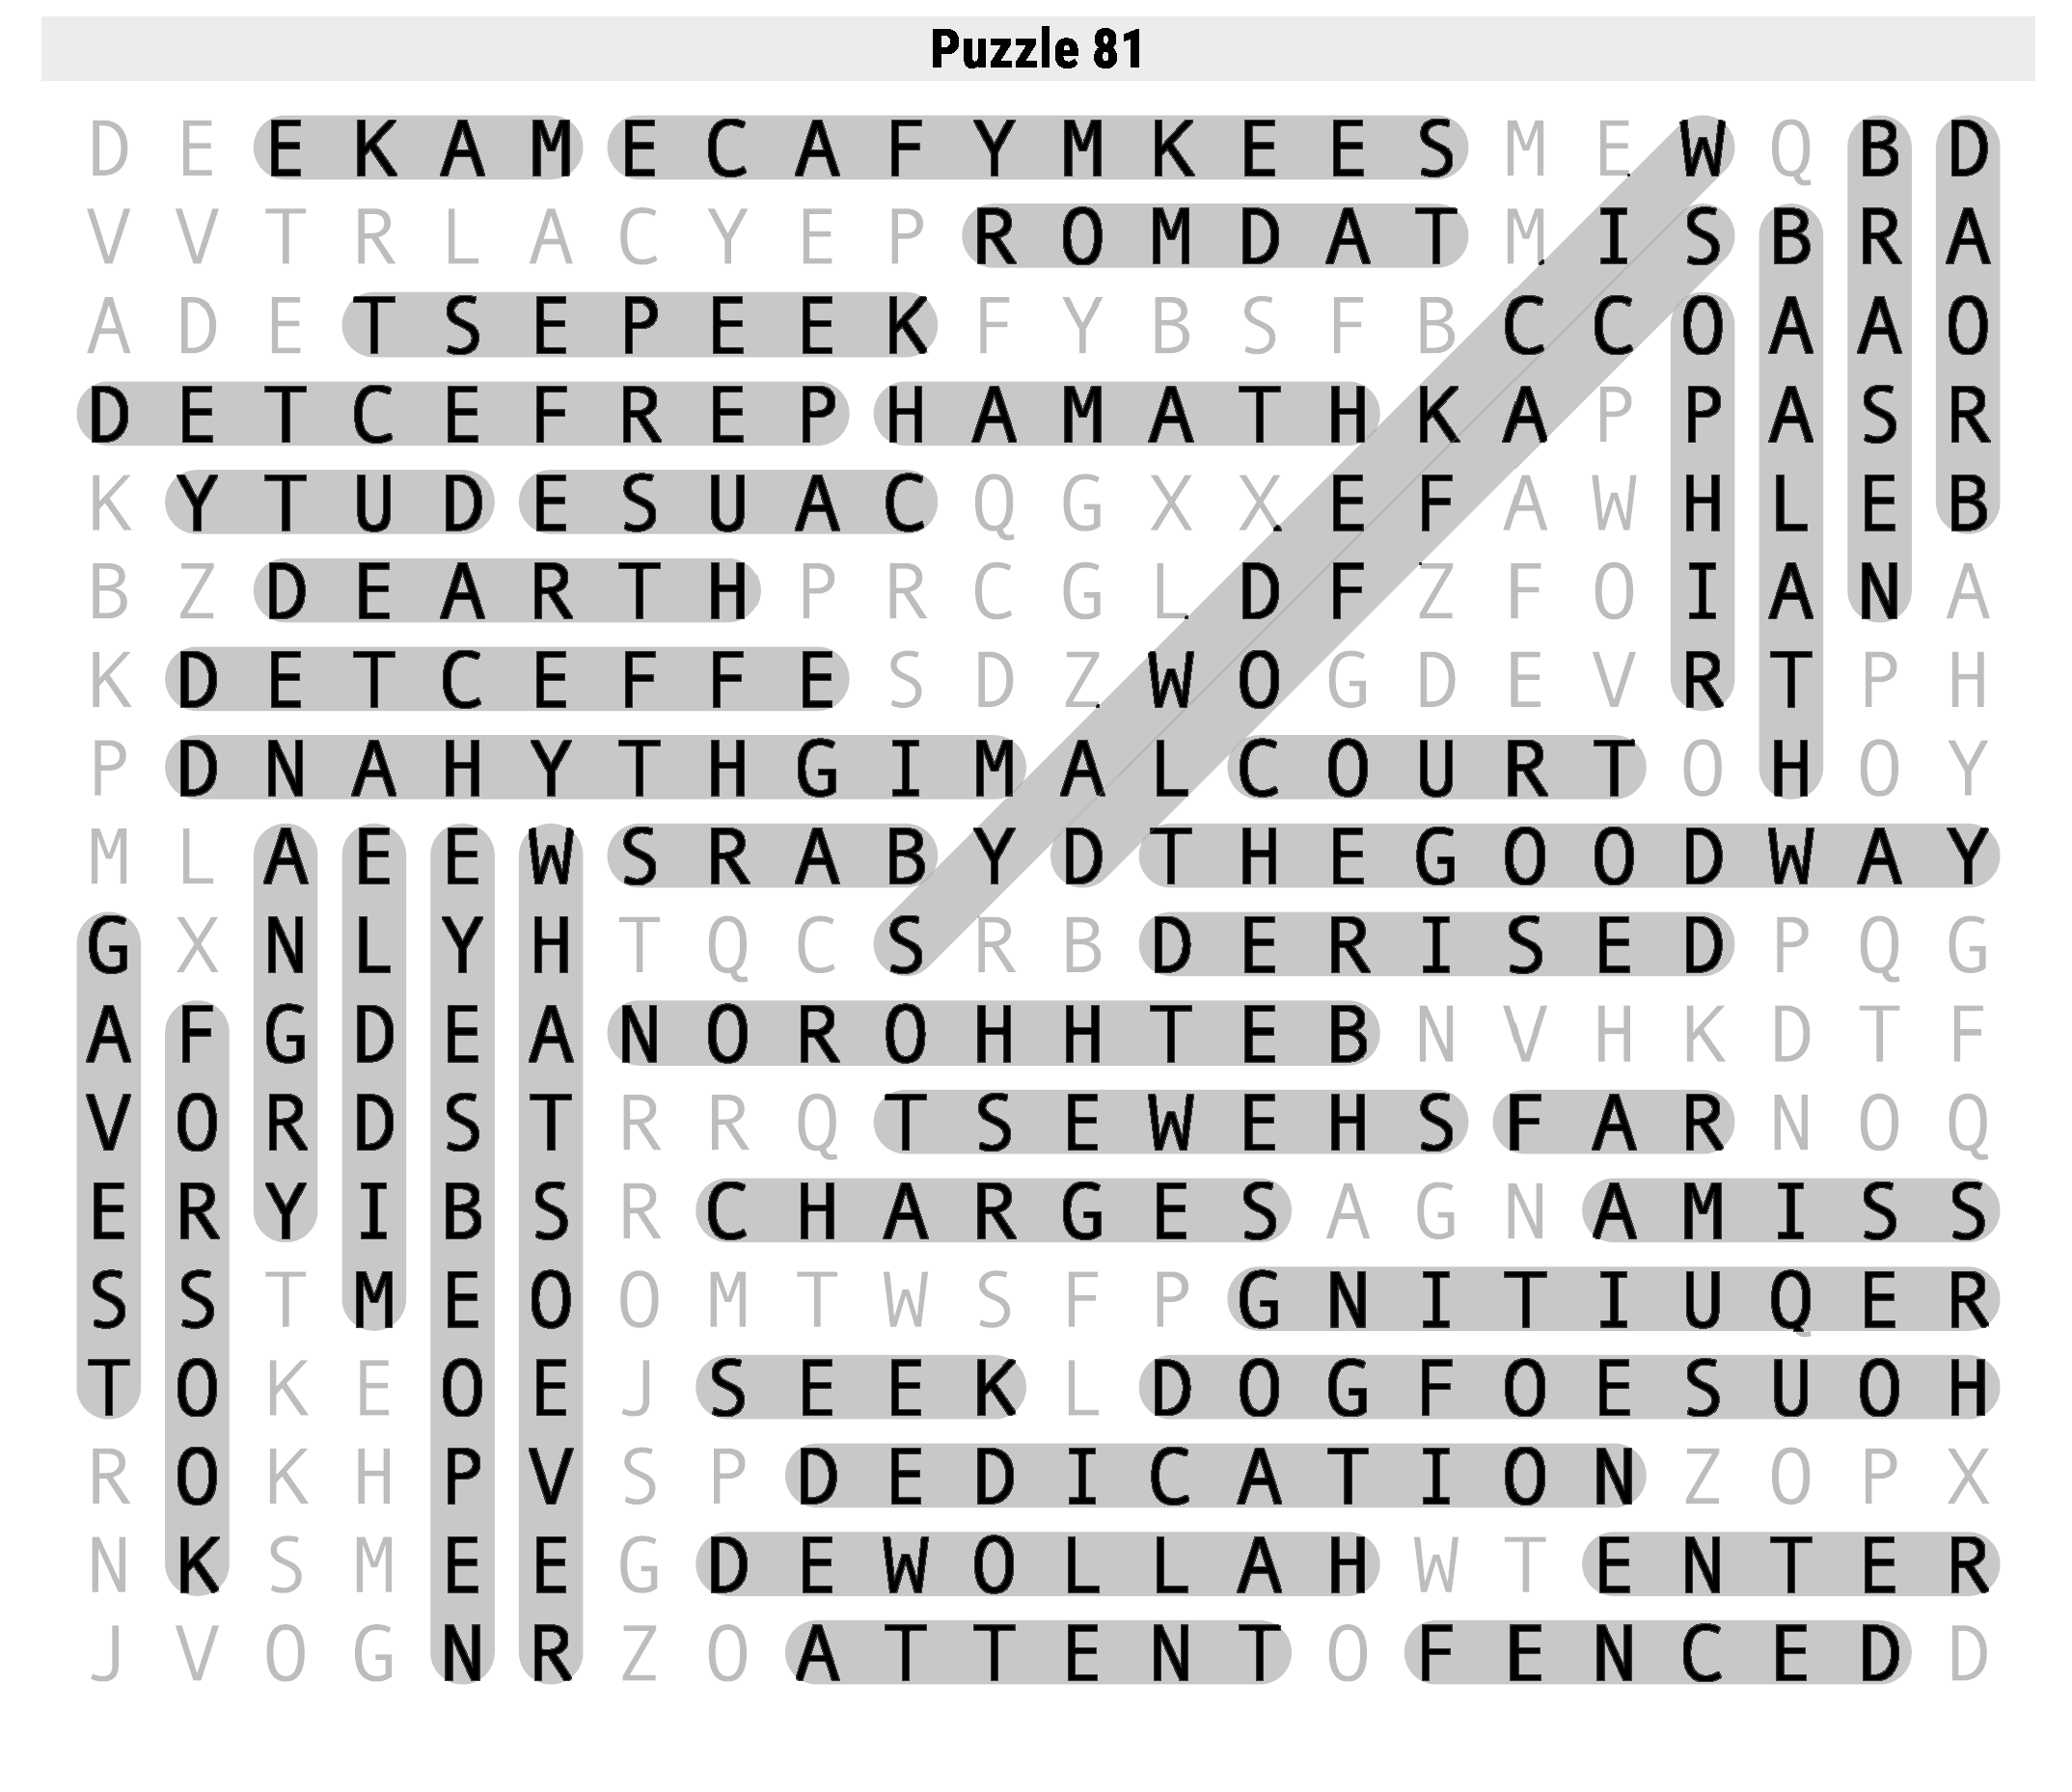 Puzzle 81
D E E K A M E C A F Y M K E E S M E W Q B D
V V T R L A C Y E P R O M D A T M I S B R A
A D E T S E P E E K F Y B S F B C C O A A O
D E T C E F R E P H A M A T H K A P P A S R
K Y T U D E S U A C Q G X X E F A W H L E B
B Z D E A R T H P R C G L D F Z F O I A N A
K D E T C E F F E S D Z W O G D E V R T P H
P D N A H Y T H G I M A L C O U R T O H O Y
M L A E E W S R A B Y D T H E G O O D W A Y
G X N L Y H T Q C S R B D E R I S E D P Q G
A F G D E A N O R O H H T E B N V H K D T F
V O R D S T R R Q T S E W E H S F A R N O Q
E R Y I B S R C H A R G E S A G N A M I S S
S S T M E O O M T W S F P G N I T I U Q E R
T O K E O E J S E E K L D O G F O E S U O H
R O K H P V S P D E D I C A T I O N Z O P X
N K S M E E G D E W O L L A H W T E N T E R
J V O G N R Z O A T T E N T O F E N C E D D